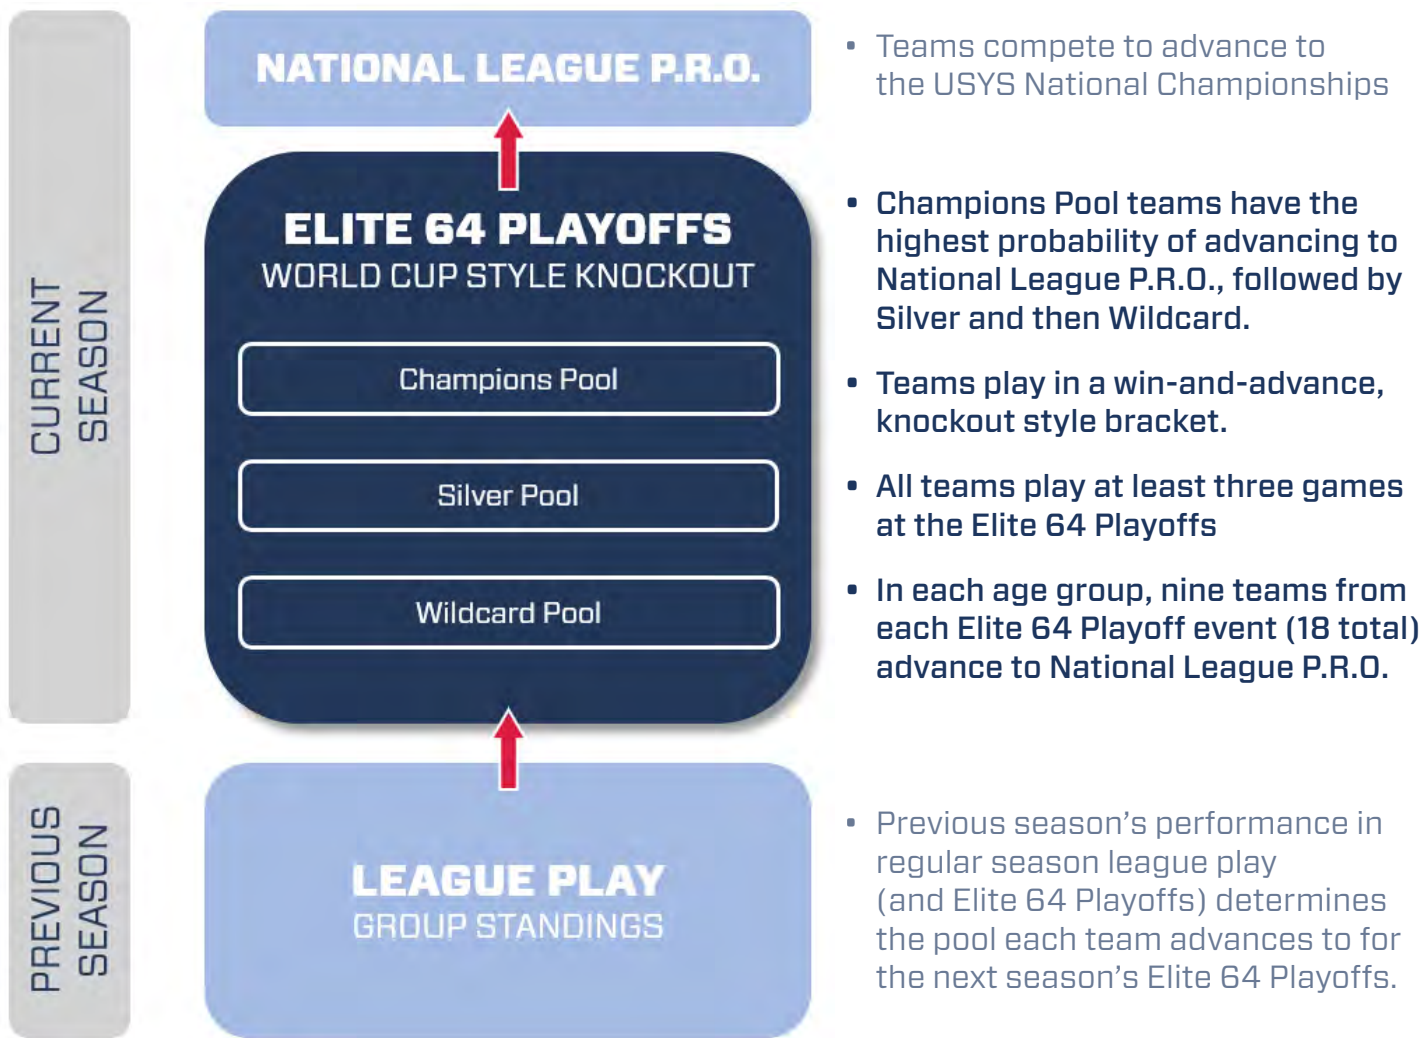 NATIONAL LEAGUE P.R.O.
• Teams compete to advance to
the USYS National Championships
CURRENT
SEASON
ELITE 64 PLAYOFFS
WORLD CUP STYLE KNOCKOUT
Champions Pool
Silver Pool
Wildcard Pool
• Champions Pool teams have the
highest probability of advancing to
National League P.R.O., followed by
Silver and then Wildcard.
• Teams play in a win-and-advance,
knockout style bracket.
• All teams play at least three games
at the Elite 64 Playoffs
• In each age group, nine teams from
each Elite 64 Playoff event (18 total)
advance to National League P.R.O.
PREVIOUS
SEASON
LEAGUE PLAY
GROUP STANDINGS
• Previous season's performance in
regular season league play
(and Elite 64 Playoffs) determines
the pool each team advances to for
the next season's Elite 64 Playoffs.